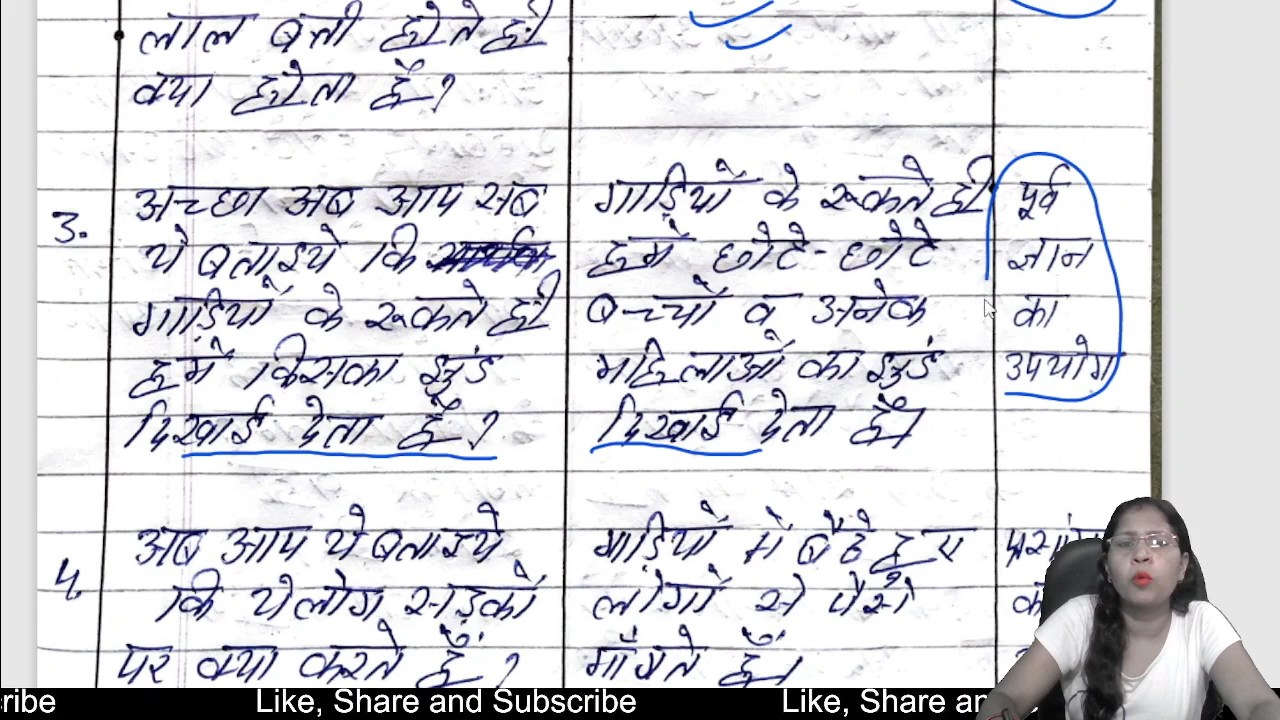 लाल बत्ती होते ही
क्या होता है?
3.
अच्छा अब आप सब
ये बताइये कि
गाड़ियों के रूकते ही
हमें किसका झुंड
दिखाई देता है?
गाड़ियों के रूकते ही
हमें छोटे-छोटे
बच्चों व अनेक
महिलाओं का झुंड
दिखाई देता है।
पूर्व
ज्ञान
का
उपयोग
4.
अब आप ये बताइये
कि ये लोग सड़कों
पर क्या करते हैं?
गाड़ियों में बैठे हुए
लोगों से पैसे
माँगते हैं।
cribe Like, Share and Subscribe Like, Share an